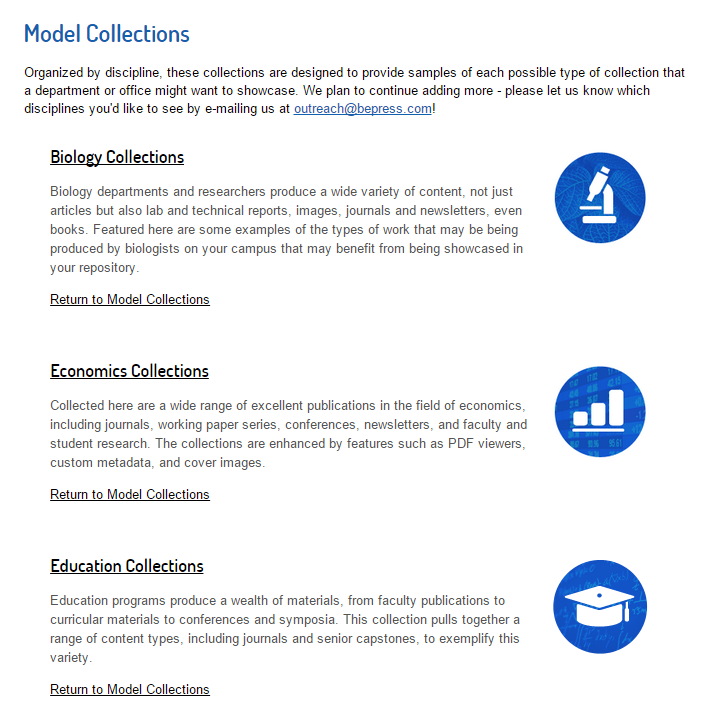 Model Collections
Organized by discipline, these collections are designed to provide samples of each possible type of collection that
a department or office might want to showcase. We plan to continue adding more - please let us know which
disciplines you'd like to see by e-mailing us at outreach@bepress.com!
Biology Collections
Biology departments and researchers produce a wide variety of content, not just
articles but also lab and technical reports, images, journals and newsletters, even
books. Featured here are some examples of the types of work that may be being
produced by biologists on your campus that may benefit from being showcased in
your repository.
Return to Model Collections
Economics Collections
Collected here are a wide range of excellent publications in the field of economics,
including journals, working paper series, conferences, newsletters, and faculty and
student research. The collections are enhanced by features such as PDF viewers,
custom metadata, and cover images.
Return to Model Collections
Education Collections
Education programs produce a wealth of materials, from faculty publications to
curricular materials to conferences and symposia. This collection pulls together a
range of content types, including journals and senior capstones, to exemplify this
variety.
Return to Model Collections